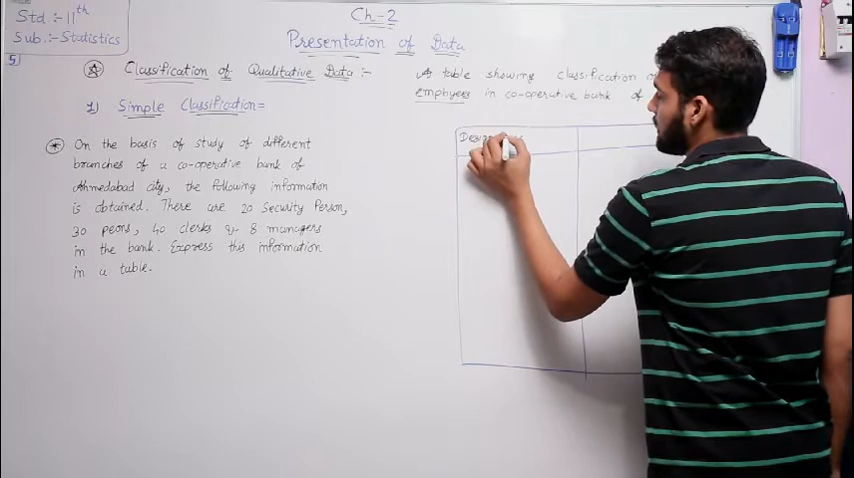 Std :- 11th
Sub.:- Statistics
Ch-2
Presentation of Data
5
Classification of Qualitative Data :-
1) Simple Classification =
On the basis of study of different
branches of a co-operative bank of
Ahmedabad city, the following information
is obtained. There are 20 Security Person,
30 peons, 40 clerks & 8 managers
in the bank. Express this information
in a table.
A table showing classification of
empyees in co-operative bank of